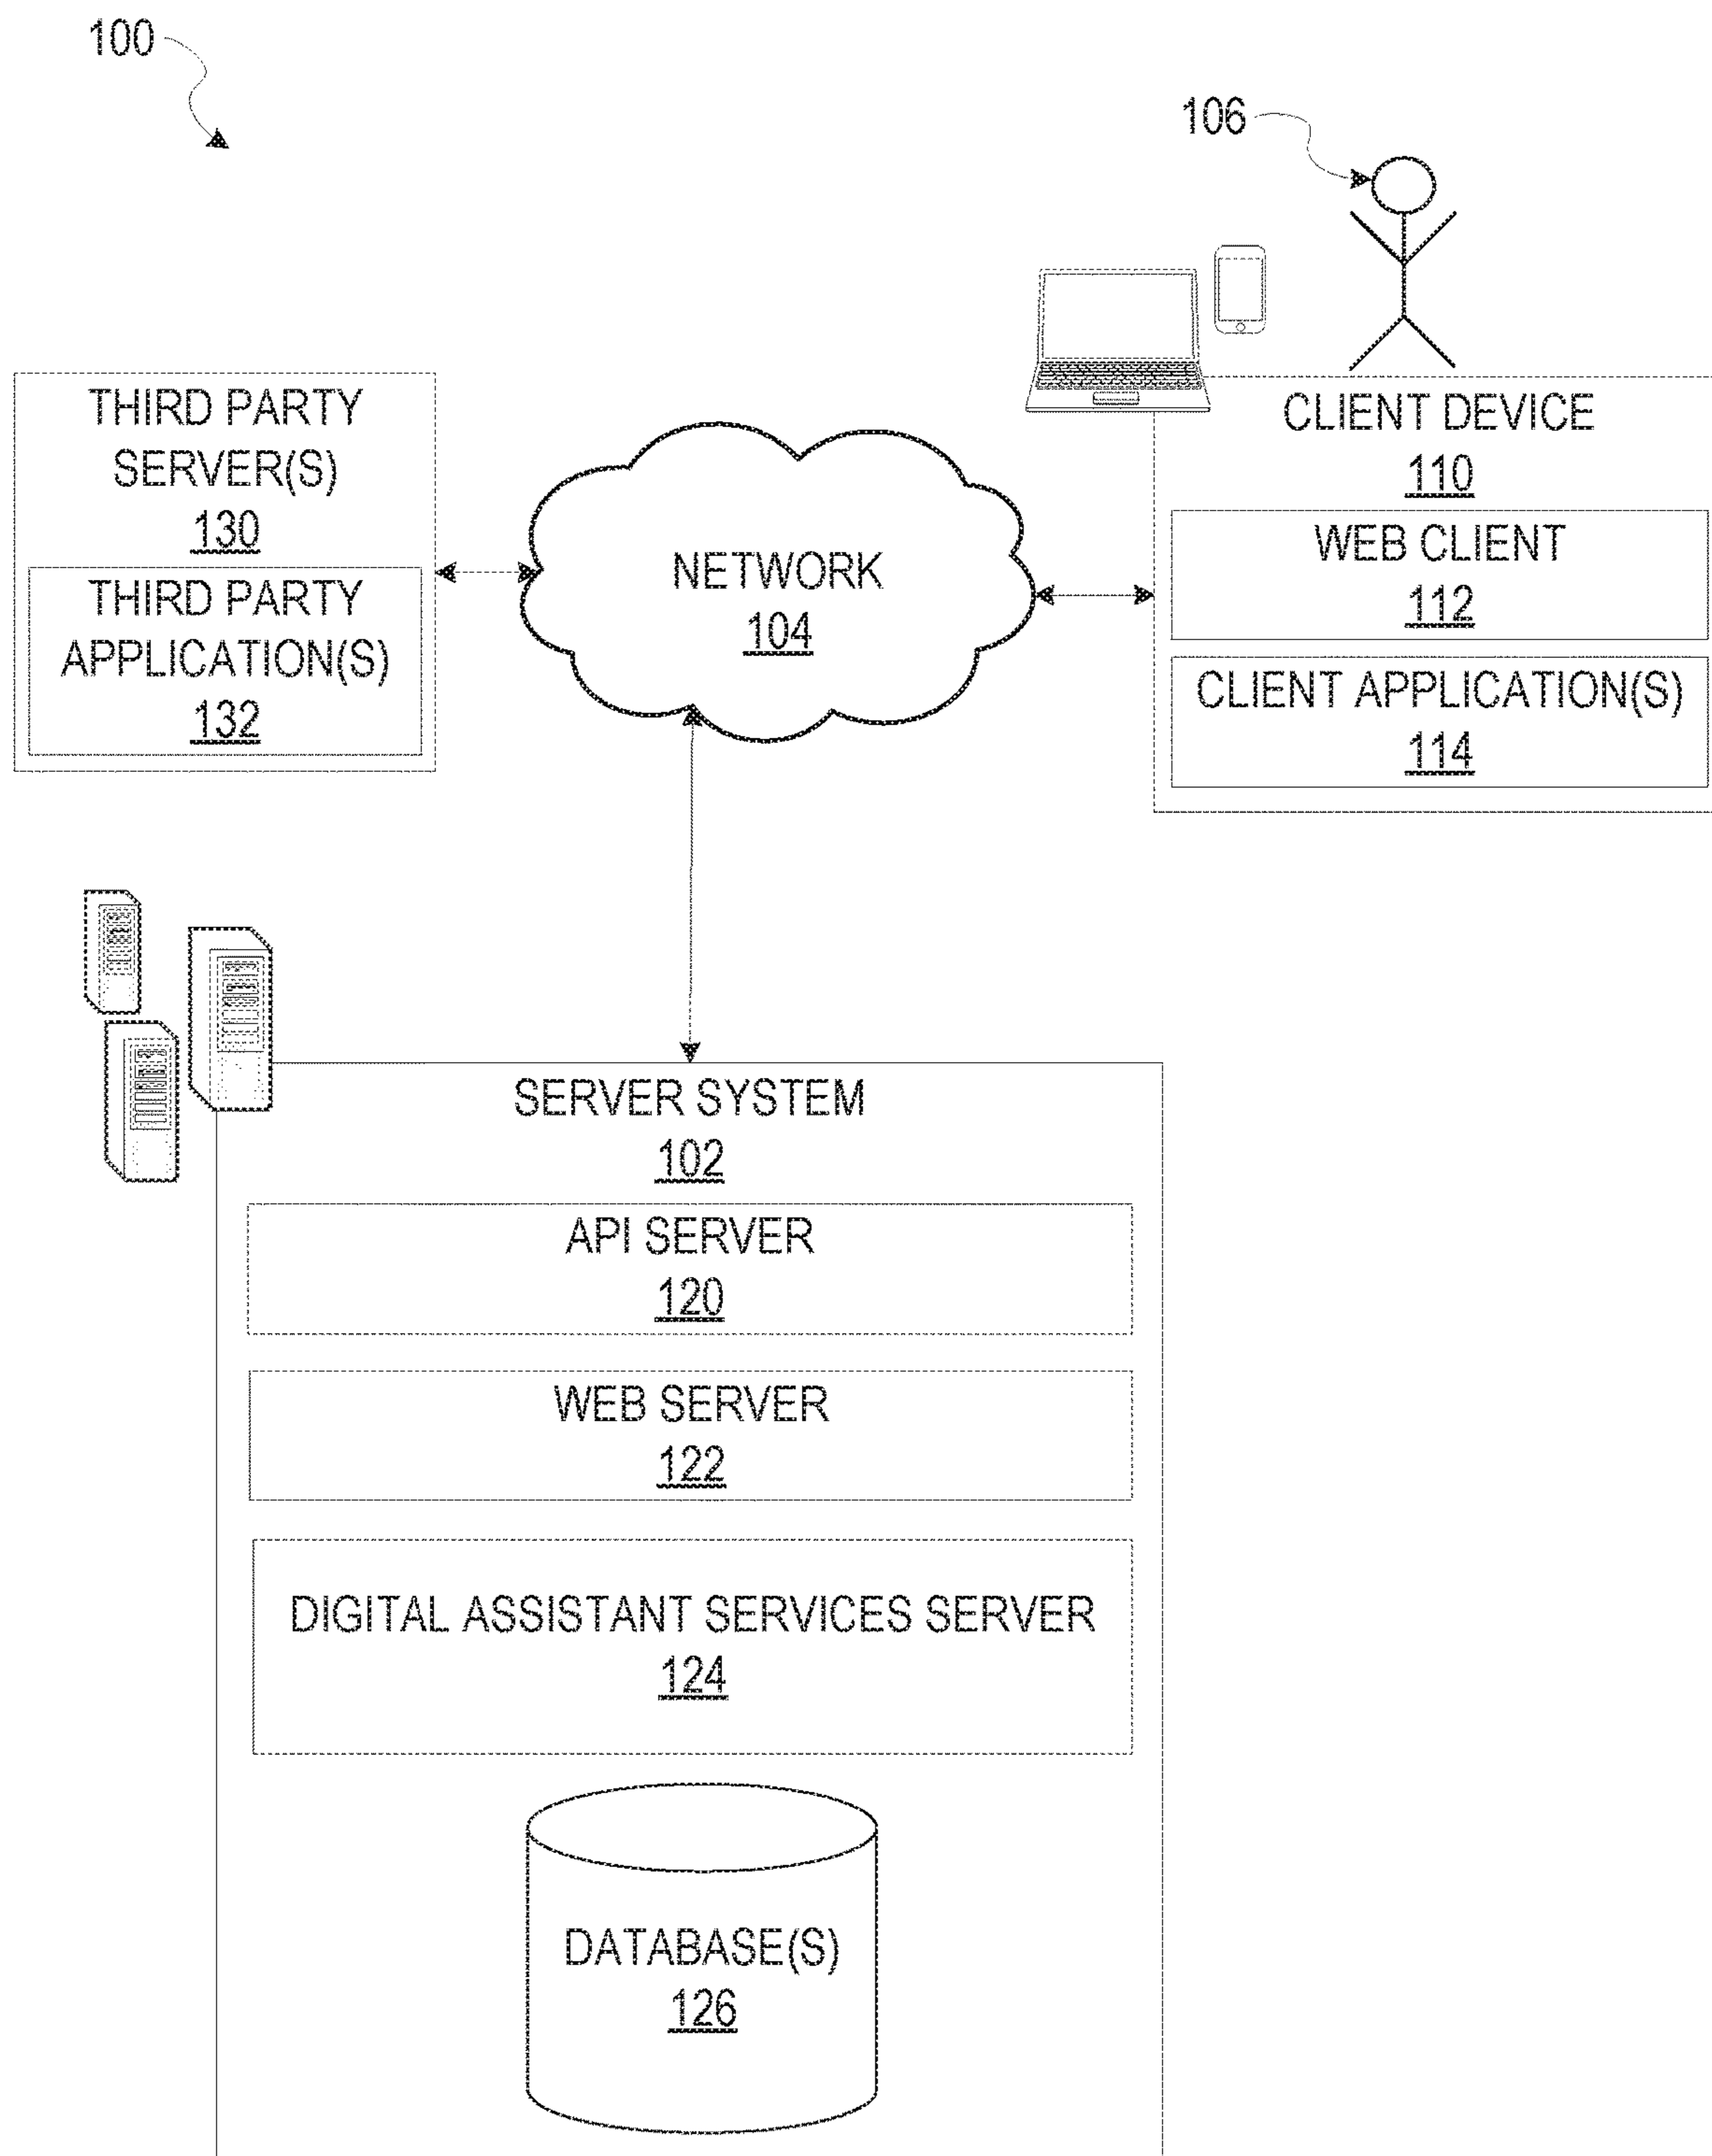 100
106
THIRD PARTY
SERVER(S)
130
THIRD PARTY
APPLICATION(S)
132
NETWORK
104
CLIENT DEVICE
110
WEB CLIENT
112
CLIENT APPLICATION(S)
114
SERVER SYSTEM
102
API SERVER
120
WEB SERVER
122
DIGITAL ASSISTANT SERVICES SERVER
124
DATABASE(S)
126